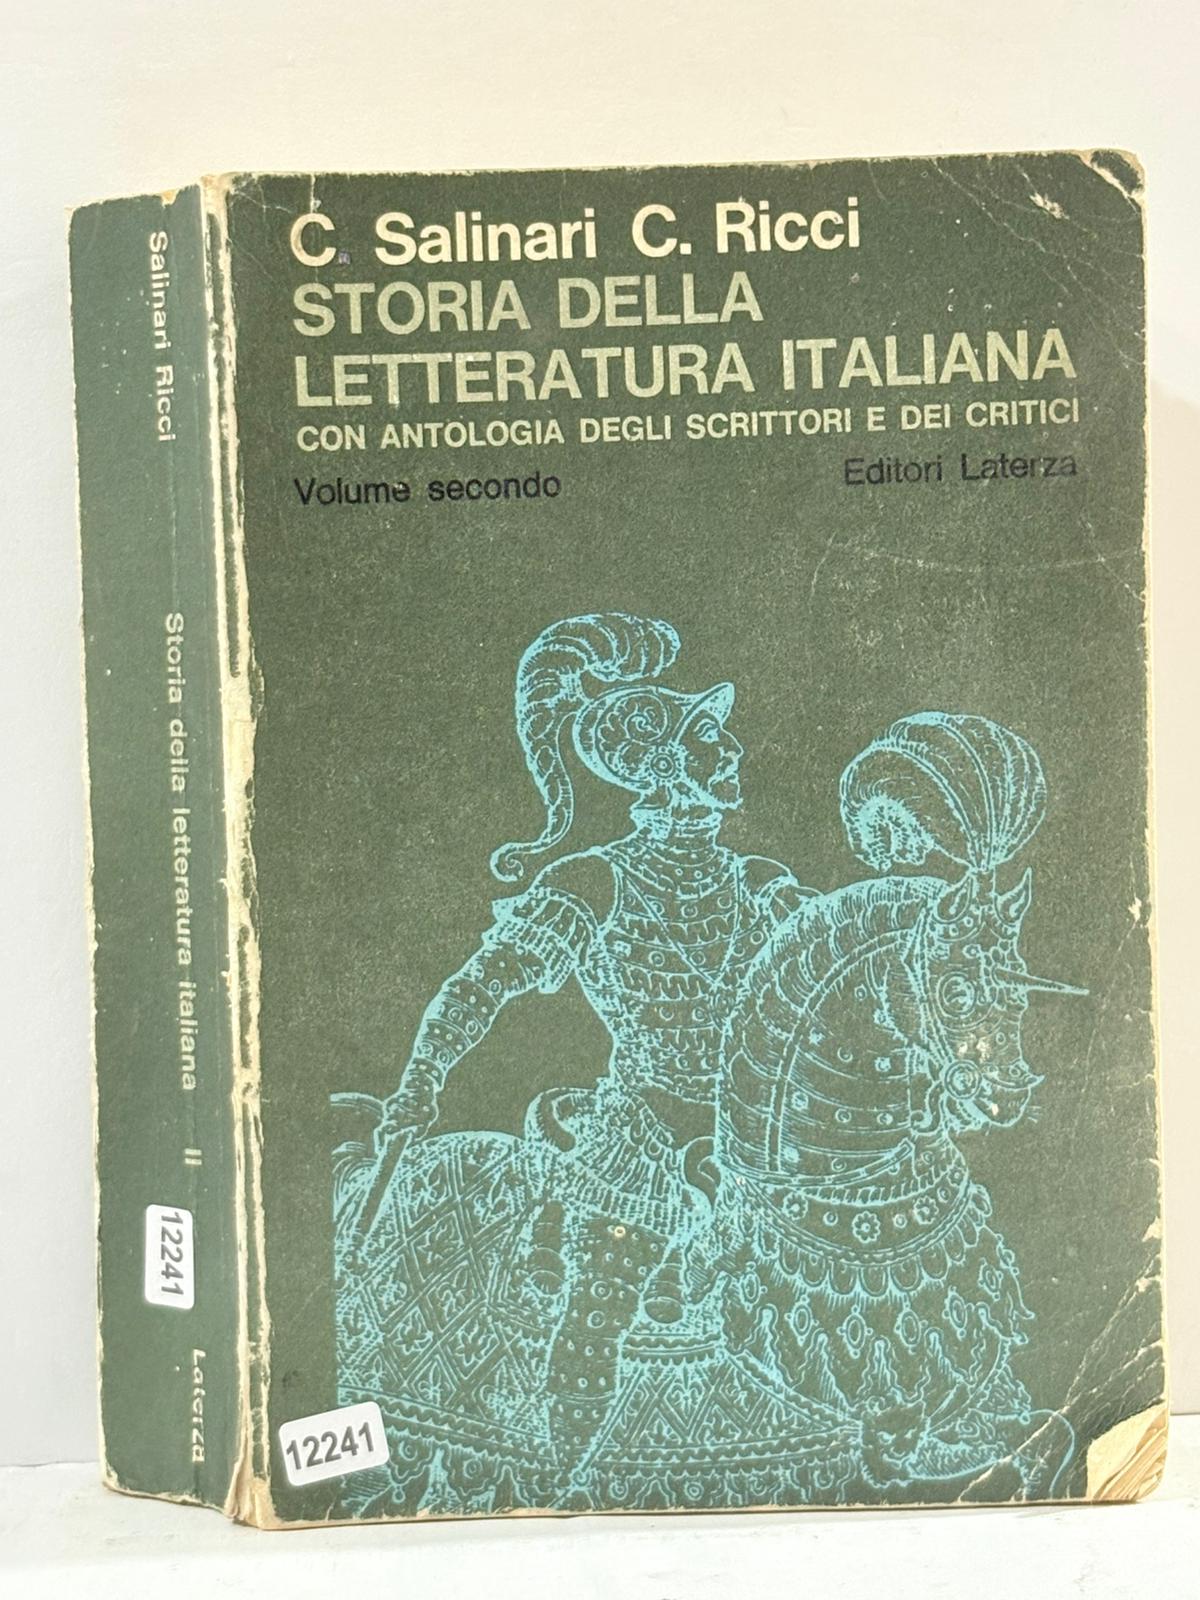 C. Salinari C. Ricci
STORIA DELLA
LETTERATURA ITALIANA
CON ANTOLOGIA DEGLI SCRITTORI E DEI CRITICI
Volume secondo Editori Laterza
12241
Salinari Ricci
Storia della letteratura italiana II
12241
Laterza